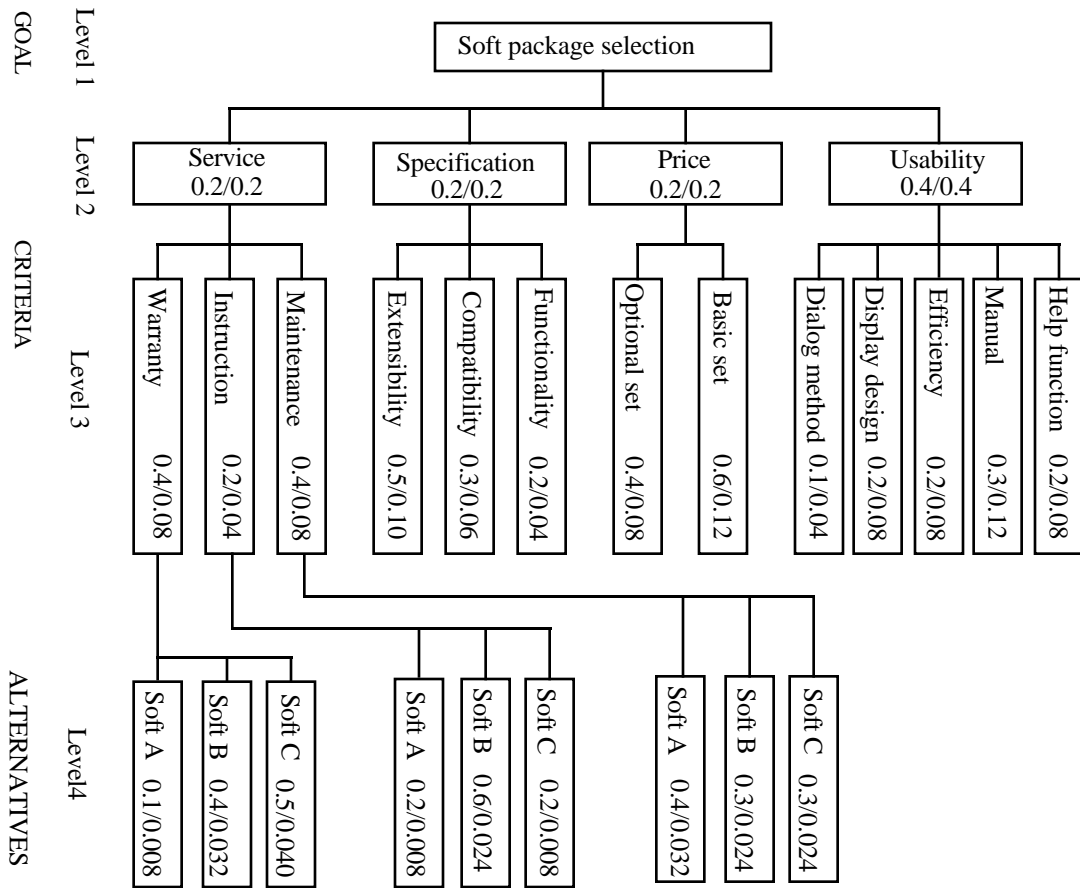 GOAL
Level 1
Soft package selection
Level 2
Service
0.2/0.2
Specification
0.2/0.2
Price
0.2/0.2
Usability
0.4/0.4
CRITERIA
Level 3
Warranty 0.4/0.08
Instruction 0.2/0.04
Maintenance 0.4/0.08
Extensibility 0.5/0.10
Compatibility 0.3/0.06
Functionality 0.2/0.04
Optional set 0.4/0.08
Basic set 0.6/0.12
Dialog method 0.1/0.04
Display design 0.2/0.08
Efficiency 0.2/0.08
Manual 0.3/0.12
Help function 0.2/0.08
ALTERNATIVES
Level4
Soft A 0.1/0.008
Soft B 0.4/0.032
Soft C 0.5/0.040
Soft A 0.2/0.008
Soft B 0.6/0.024
Soft C 0.2/0.008
Soft A 0.4/0.032
Soft B 0.3/0.024
Soft C 0.3/0.024